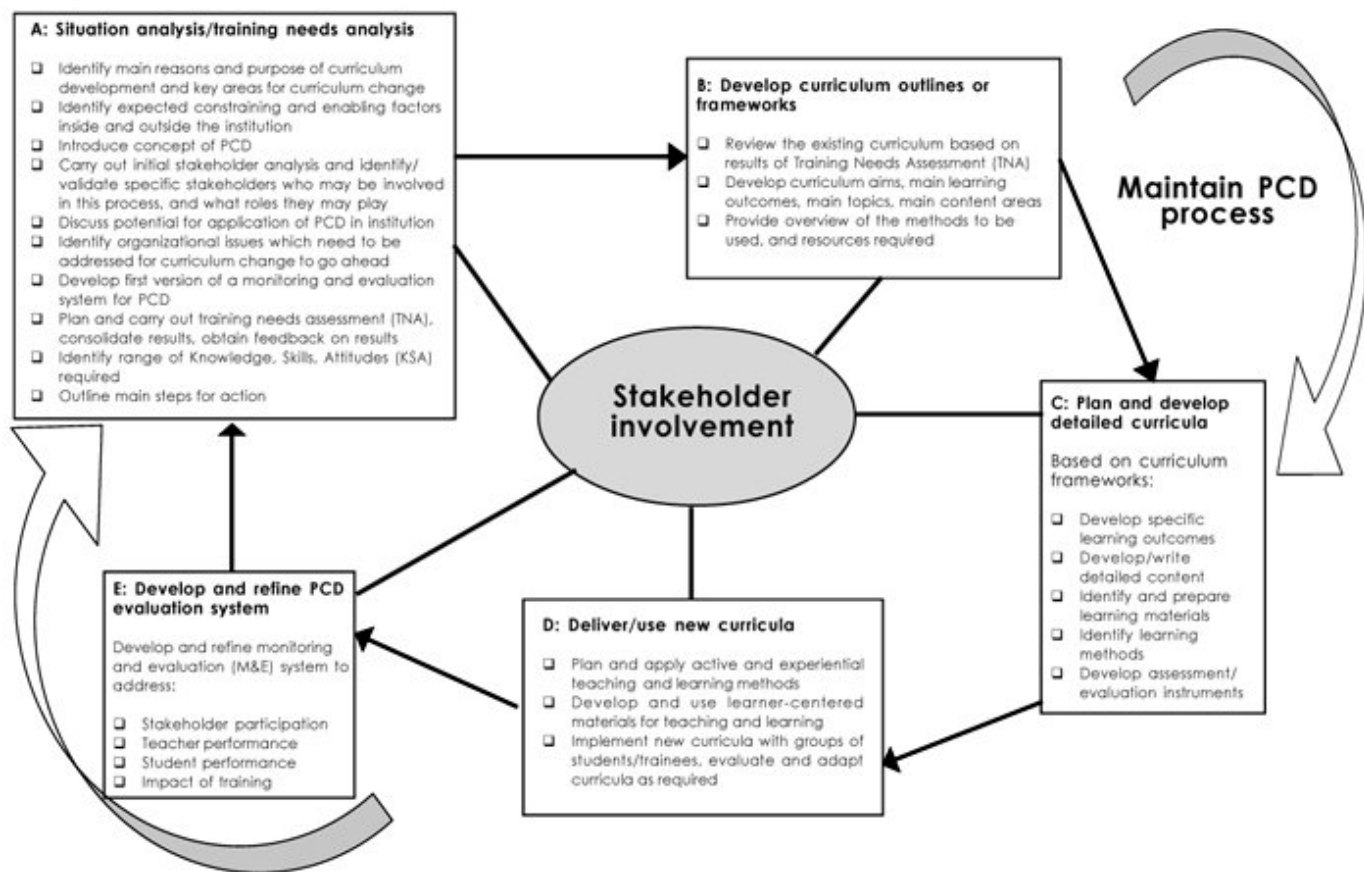 A: Situation analysis/training needs analysis
❑ Identify main reasons and purpose of curriculum
development and key areas for curriculum change
❑ Identify expected constraining and enabling factors
inside and outside the institution
❑ Introduce concept of PCD
❑ Carry out initial stakeholder analysis and identify/
validate specific stakeholders who may be involved
in this process, and what roles they may play
❑ Discuss potential for application of PCD in institution
❑ Identify organizational issues which need to be
addressed for curriculum change to go ahead
❑ Develop first version of a monitoring and evaluation
system for PCD
❑ Plan and carry out training needs assessment (TNA),
consolidate results, obtain feedback on results
❑ Identify range of Knowledge, Skills, Attitudes (KSA)
required
❑ Outline main steps for action
B: Develop curriculum outlines or
frameworks
❑ Review the existing curriculum based on
results of Training Needs Assessment (TNA)
❑ Develop curriculum aims, main learning
outcomes, main topics, main content areas
❑ Provide overview of the methods to be
used, and resources required
Maintain PCD
process
Stakeholder
involvement
C: Plan and develop
detailed curricula
Based on curriculum
frameworks:
❑ Develop specific
learning outcomes
❑ Develop/write
detailed content
❑ Identify and prepare
learning materials
❑ Identify learning
methods
❑ Develop assessment/
evaluation instruments
D: Deliver/use new curricula
❑ Plan and apply active and experiential
teaching and learning methods
❑ Develop and use learner-centered
materials for teaching and learning
❑ Implement new curricula with groups of
students/trainees, evaluate and adapt
curricula as required
E: Develop and refine PCD
evaluation system
Develop and refine monitoring
and evaluation (M&E) system to
address:
❑ Stakeholder participation
❑ Teacher performance
❑ Student performance
❑ Impact of training